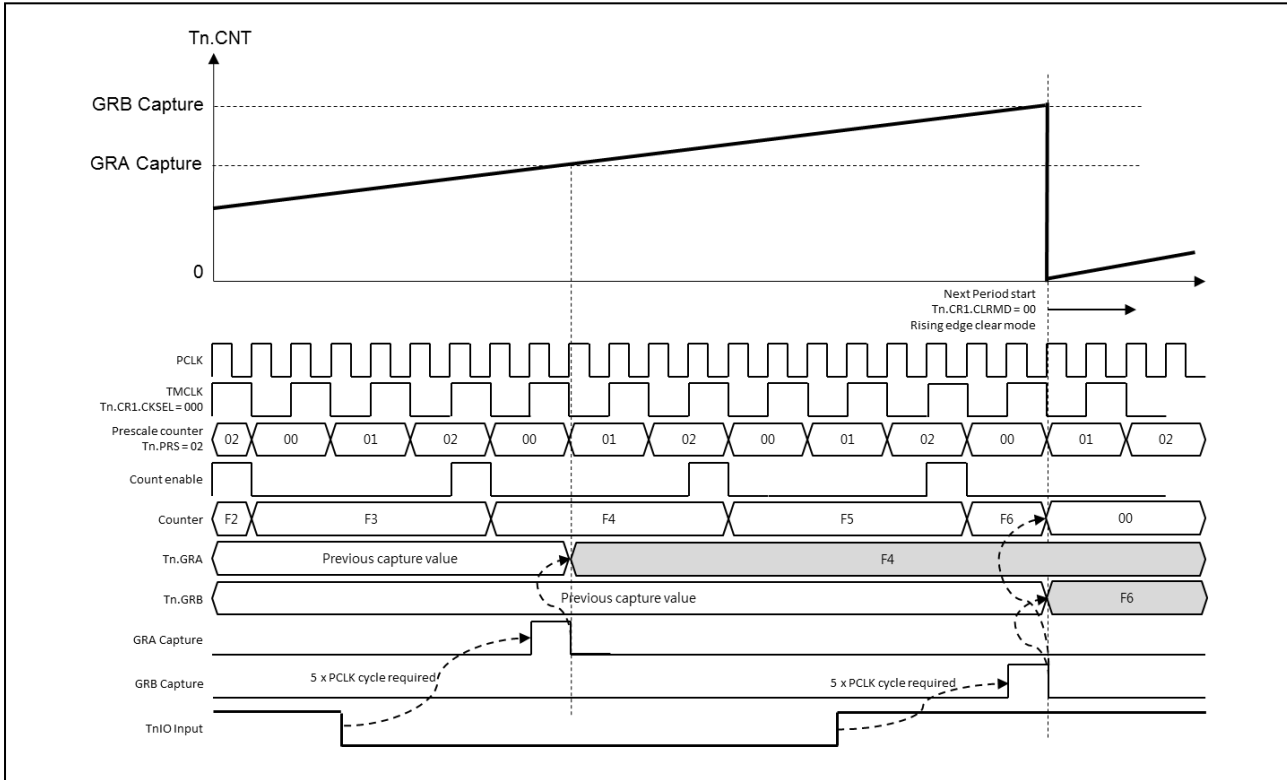 Tn.CNT
GRB Capture
GRA Capture
0
Next Period start
Tn.CR1.CLRMD = 00
Rising edge clear mode
PCLK
TMCLK
Tn.CR1.CKSEL = 000
Prescale counter
Tn.PRS = 02
02 00 01 02 00 01 02 00 01 02 00 01 02
Count enable
Counter F2 F3 F4 F5 F6 00
Tn.GRA Previous capture value F4
Tn.GRB Previous capture value F6
GRA Capture
5 x PCLK cycle required
GRB Capture
5 x PCLK cycle required
TnIO Input